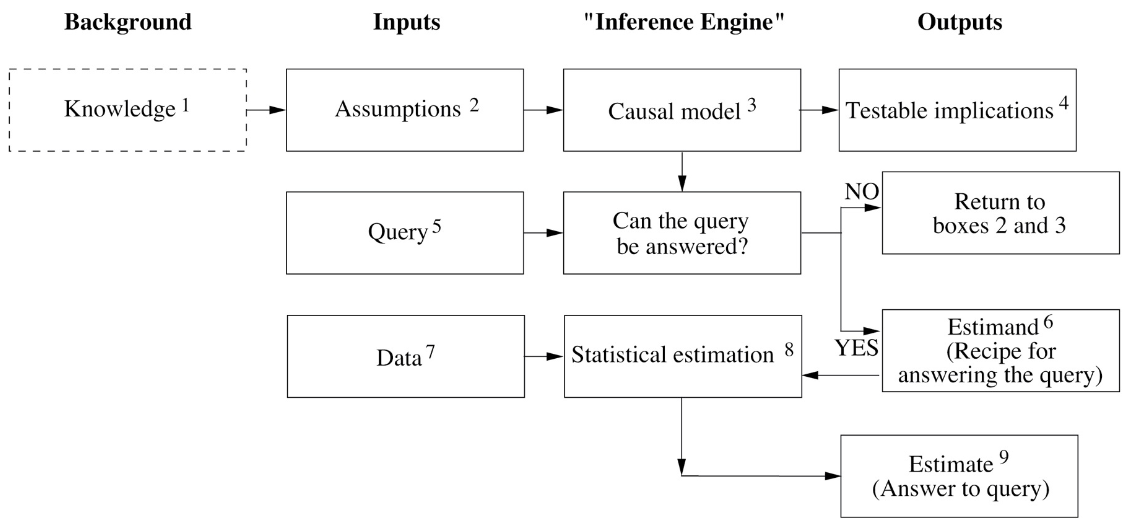 Background
Inputs
"Inference Engine"
Outputs
Knowledge 1
Assumptions 2
Causal model 3
Testable implications 4
Query 5
Can the query
be answered?
NO
Return to
boxes 2 and 3
YES
Estimand 6
(Recipe for
answering the query)
Data 7
Statistical estimation 8
Estimate 9
(Answer to query)